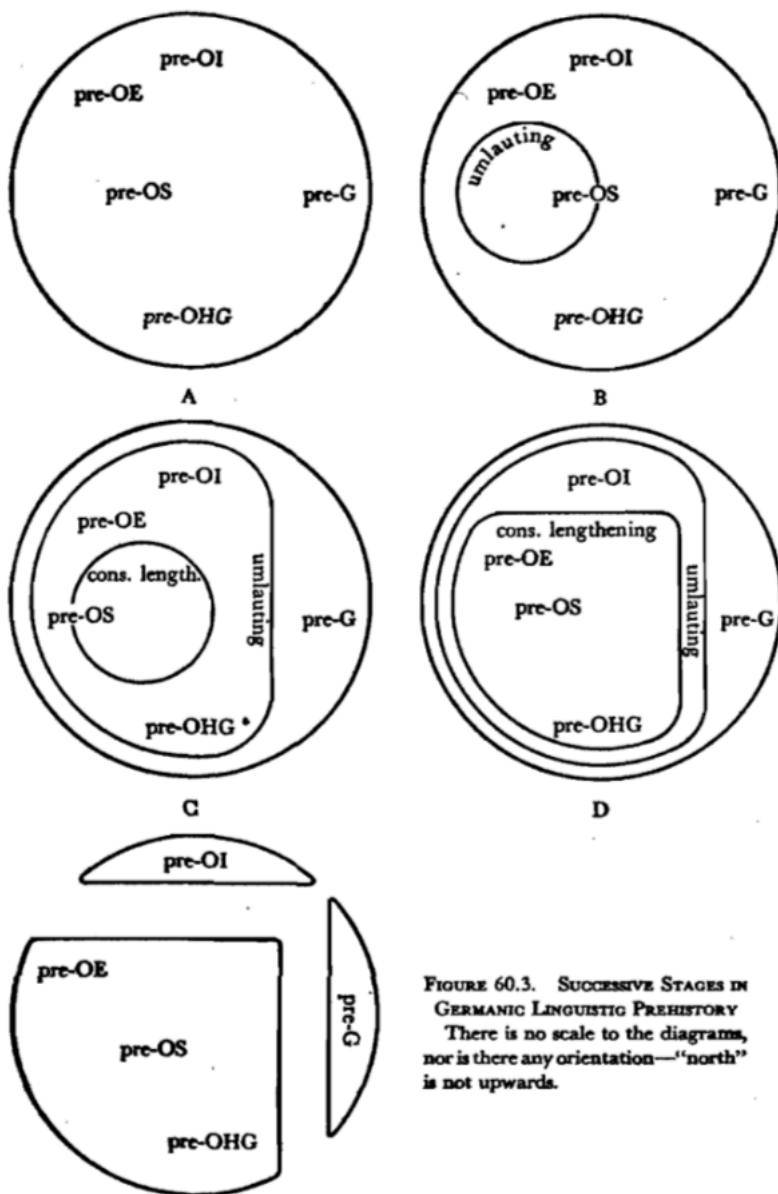 pre-OI
pre-OE
pre-OS
pre-G
pre-OHG
A
pre-OI
pre-OE
umlauting
pre-OS
pre-G
pre-OHG
B
pre-OI
pre-OE
cons. length.
umlauting
pre-OS
pre-G
pre-OHG
C
pre-OI
cons. lengthening
pre-OE
umlauting
pre-OS
pre-G
pre-OHG
D
pre-OI
pre-OE
pre-G
pre-OS
pre-OHG
FIGURE 60.3. SUCCESSIVE STAGES IN
GERMANIC LINGUISTIC PREHISTORY
There is no scale to the diagrams,
nor is there any orientation—“north”
is not upwards.